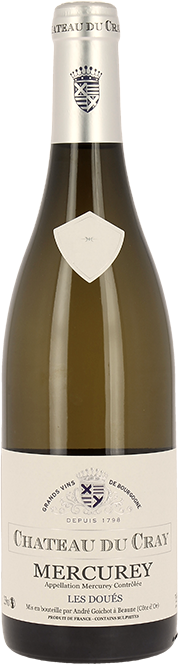 CHATEAU DU CRAY
GRANDS VINS DE BOURGOGNE
DEPUIS 1798
CHATEAU DU CRAY
MERCUREY
Appellation Mercurey Contrôlée
LES DOUÉS
Mis en bouteille par André Goichot à Beaune (Côte-d'Or)
PRODUIT DE FRANCE - CONTAINS SULPHITES